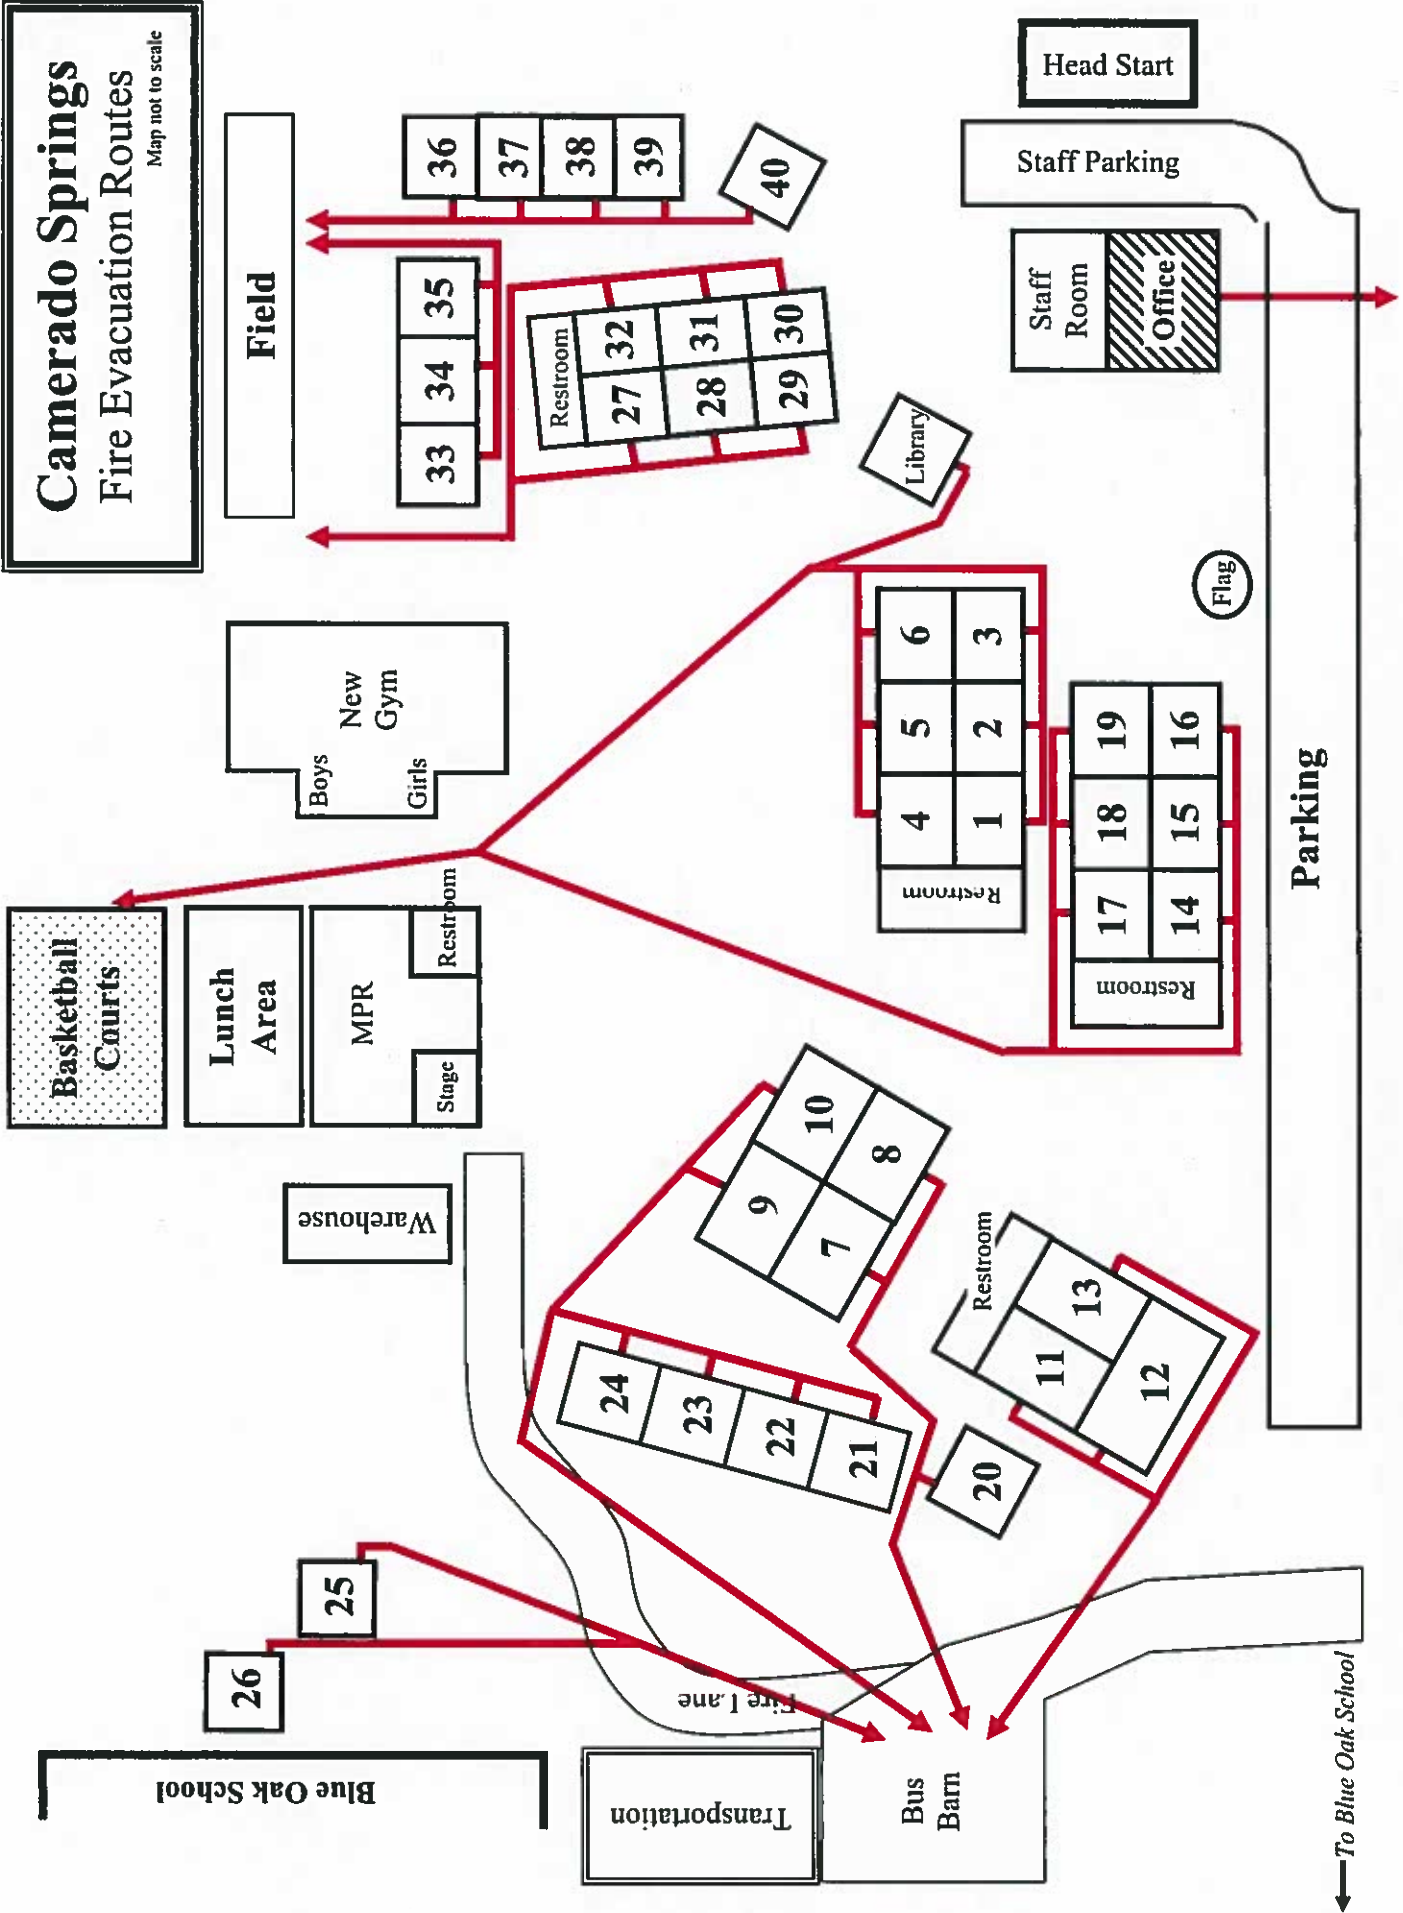 Camerado Springs
Fire Evacuation Routes
Map not to scale
Field
36
37
38
39
40
35
34
33
Restroom
32
31
30
27
28
29
Library
Head Start
Staff Parking
Staff
Room
Office
Flag
Parking
New
Gym
Boys
Girls
Basketball
Courts
Lunch
Area
MPR
Restroom
Stage
Warehouse
6
5
4
3
2
1
Restroom
19
18
17
16
15
14
Restroom
10
9
8
7
Restroom
13
11
12
20
24
23
22
21
25
26
Fire Lane
Blue Oak School
Transportation
Bus
Barn
To Blue Oak School